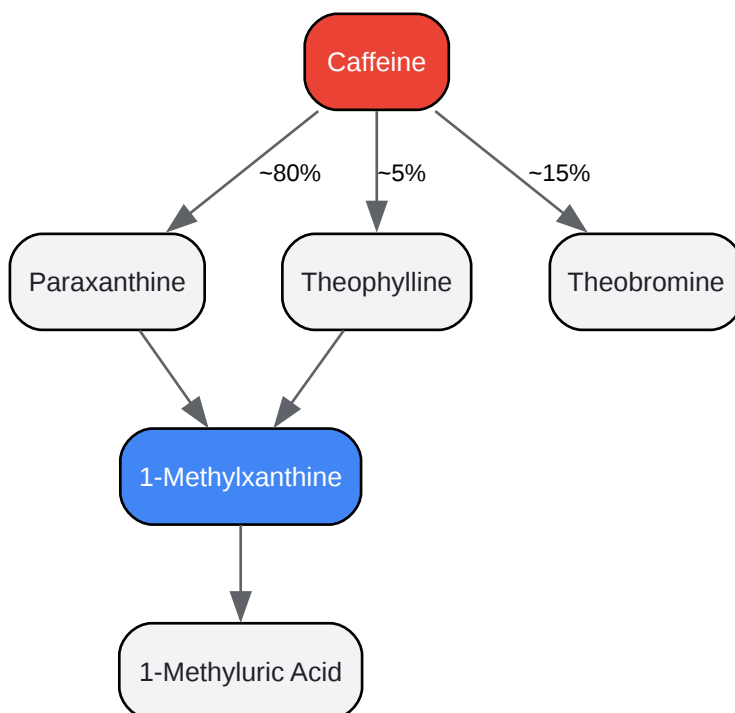 Caffeine
~80%
~5%
~15%
Paraxanthine
Theophylline
Theobromine
1-Methylxanthine
1-Methyluric Acid